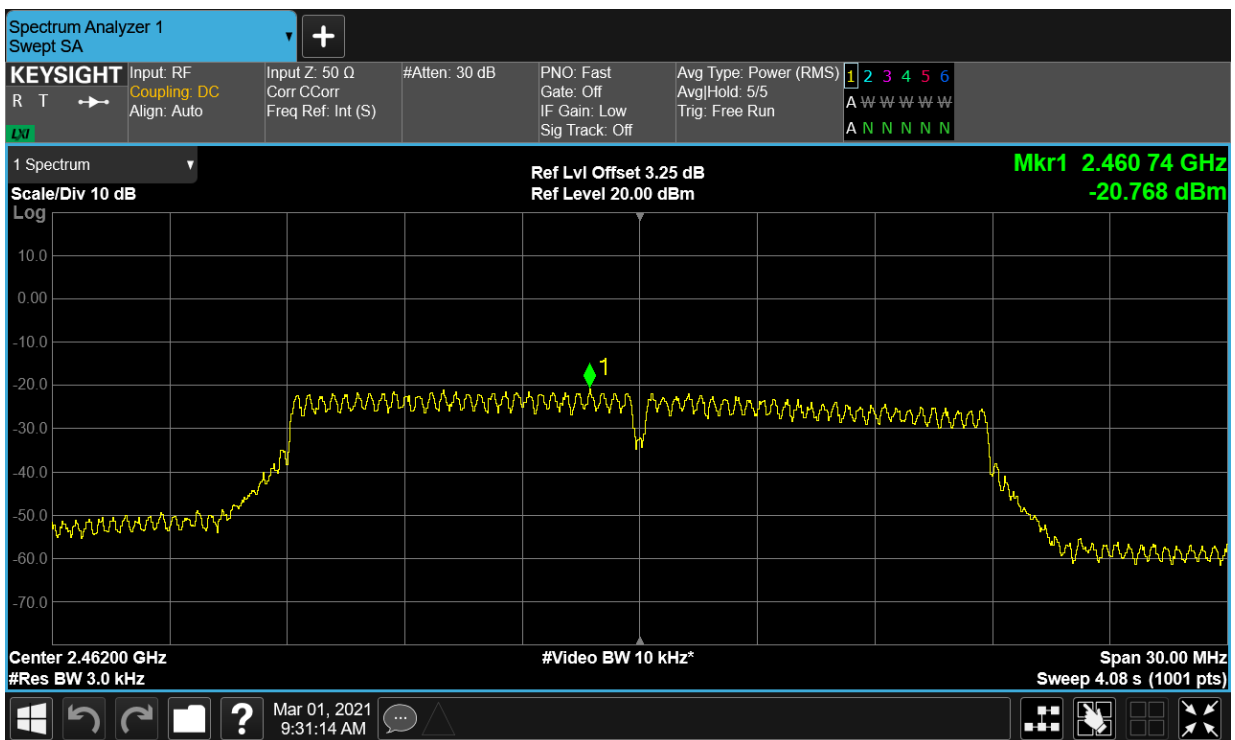 Spectrum Analyzer 1
Swept SA
+
KEYSIGHT
R T
LXI
Input: RF
Coupling: DC
Align: Auto
Input Z: 50 Ω
Corr CCorr
Freq Ref: Int (S)
#Atten: 30 dB
PNO: Fast
Gate: Off
IF Gain: Low
Sig Track: Off
Avg Type: Power (RMS)
Avg|Hold: 5/5
Trig: Free Run
1 2 3 4 5 6
A W W W W W
A N N N N N
1 Spectrum
Scale/Div 10 dB
Log
Ref Lvl Offset 3.25 dB
Ref Level 20.00 dBm
Mkr1 2.460 74 GHz
-20.768 dBm
10.0
0.00
-10.0
1
-20.0
-30.0
-40.0
-50.0
-60.0
-70.0
Center 2.46200 GHz
#Video BW 10 kHz*
Span 30.00 MHz
#Res BW 3.0 kHz
Sweep 4.08 s (1001 pts)
?
Mar 01, 2021
9:31:14 AM